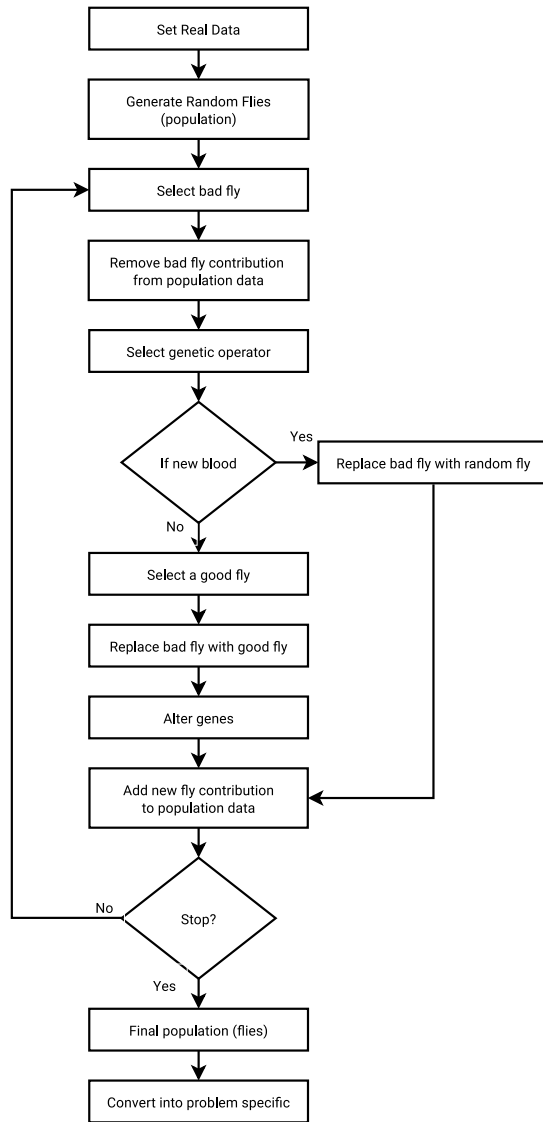 Set Real Data
Generate Random Flies
(population)
Select bad fly
Remove bad fly contribution
from population data
Select genetic operator
If new blood
Yes
Replace bad fly with random fly
No
Select a good fly
Replace bad fly with good fly
Alter genes
Add new fly contribution
to population data
Stop?
No
Yes
Final population (flies)
Convert into problem specific